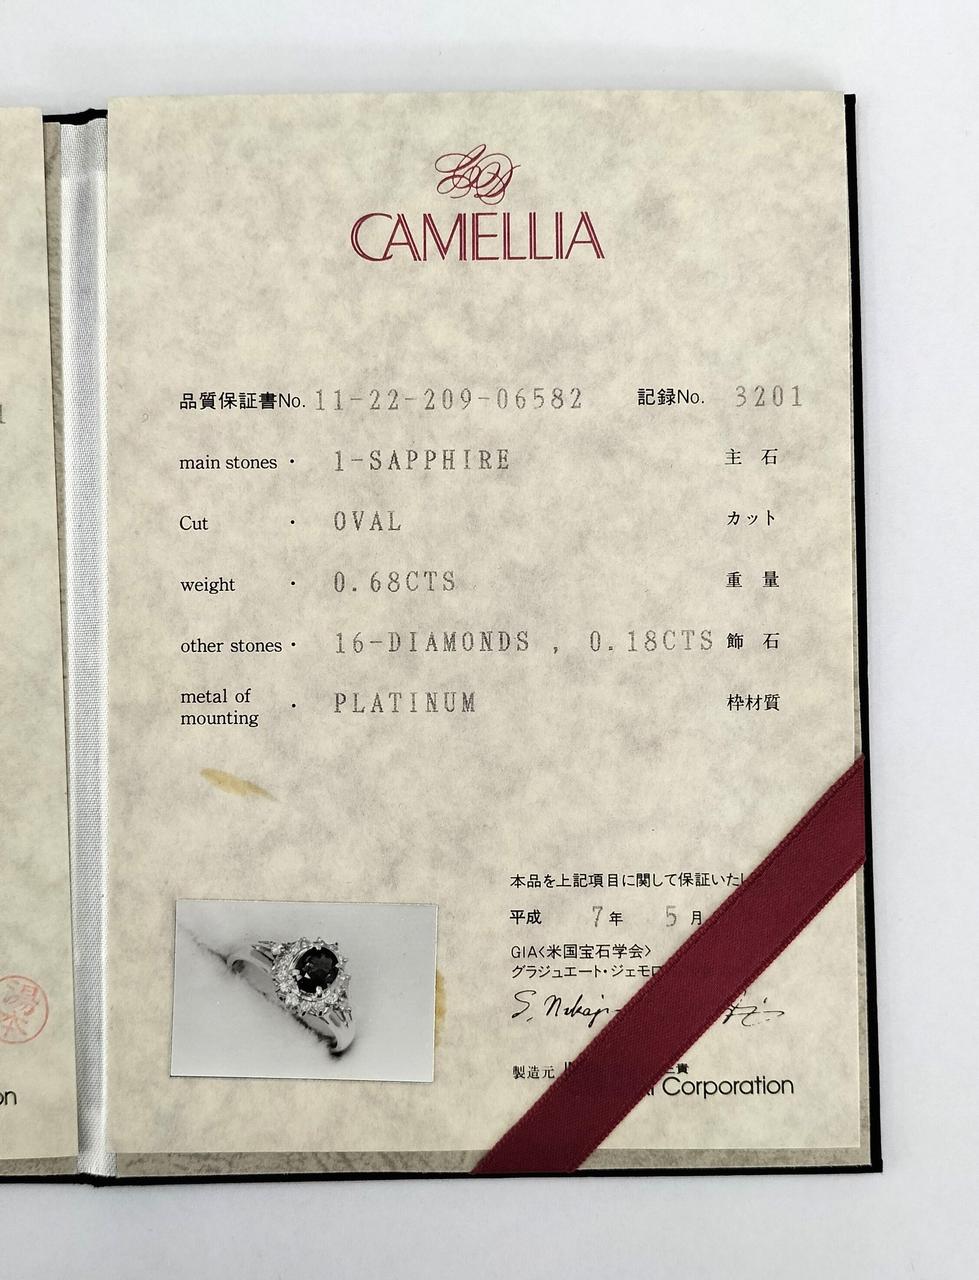 CAMELLIA
品質保証書No. 11-22-209-06582 記録No. 3201
main stones · 1-SAPPHIRE 主 石
Cut · OVAL カット
weight · 0.68CTS 重 量
other stones · 16-DIAMONDS , 0.18CTS 飾 石
metal of mounting · PLATINUM 枠材質
本品を上記項目に関して保証いた
平成 7年 5月
GIA<米国宝石学会>
グラジュエート・ジェモ
製造元
Corporation